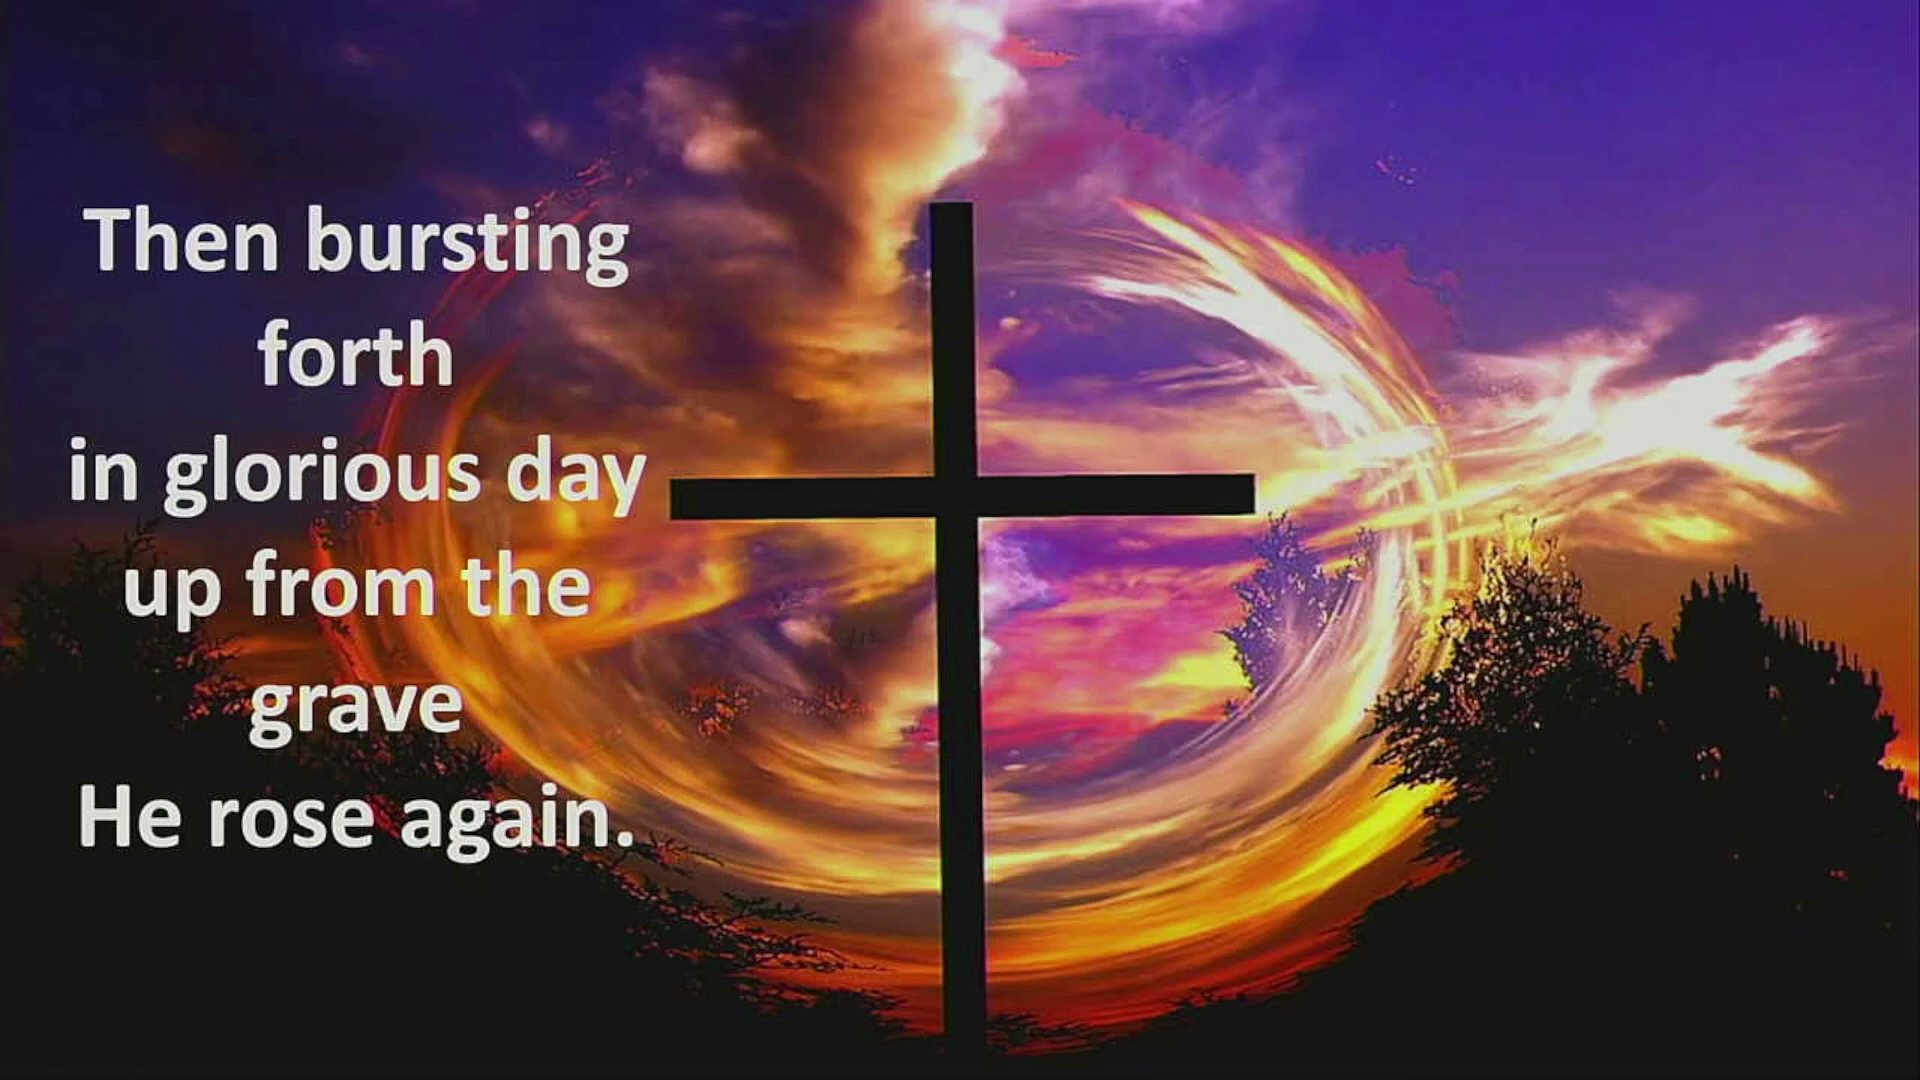 Then bursting
forth
in glorious day
up from the
grave
He rose again.